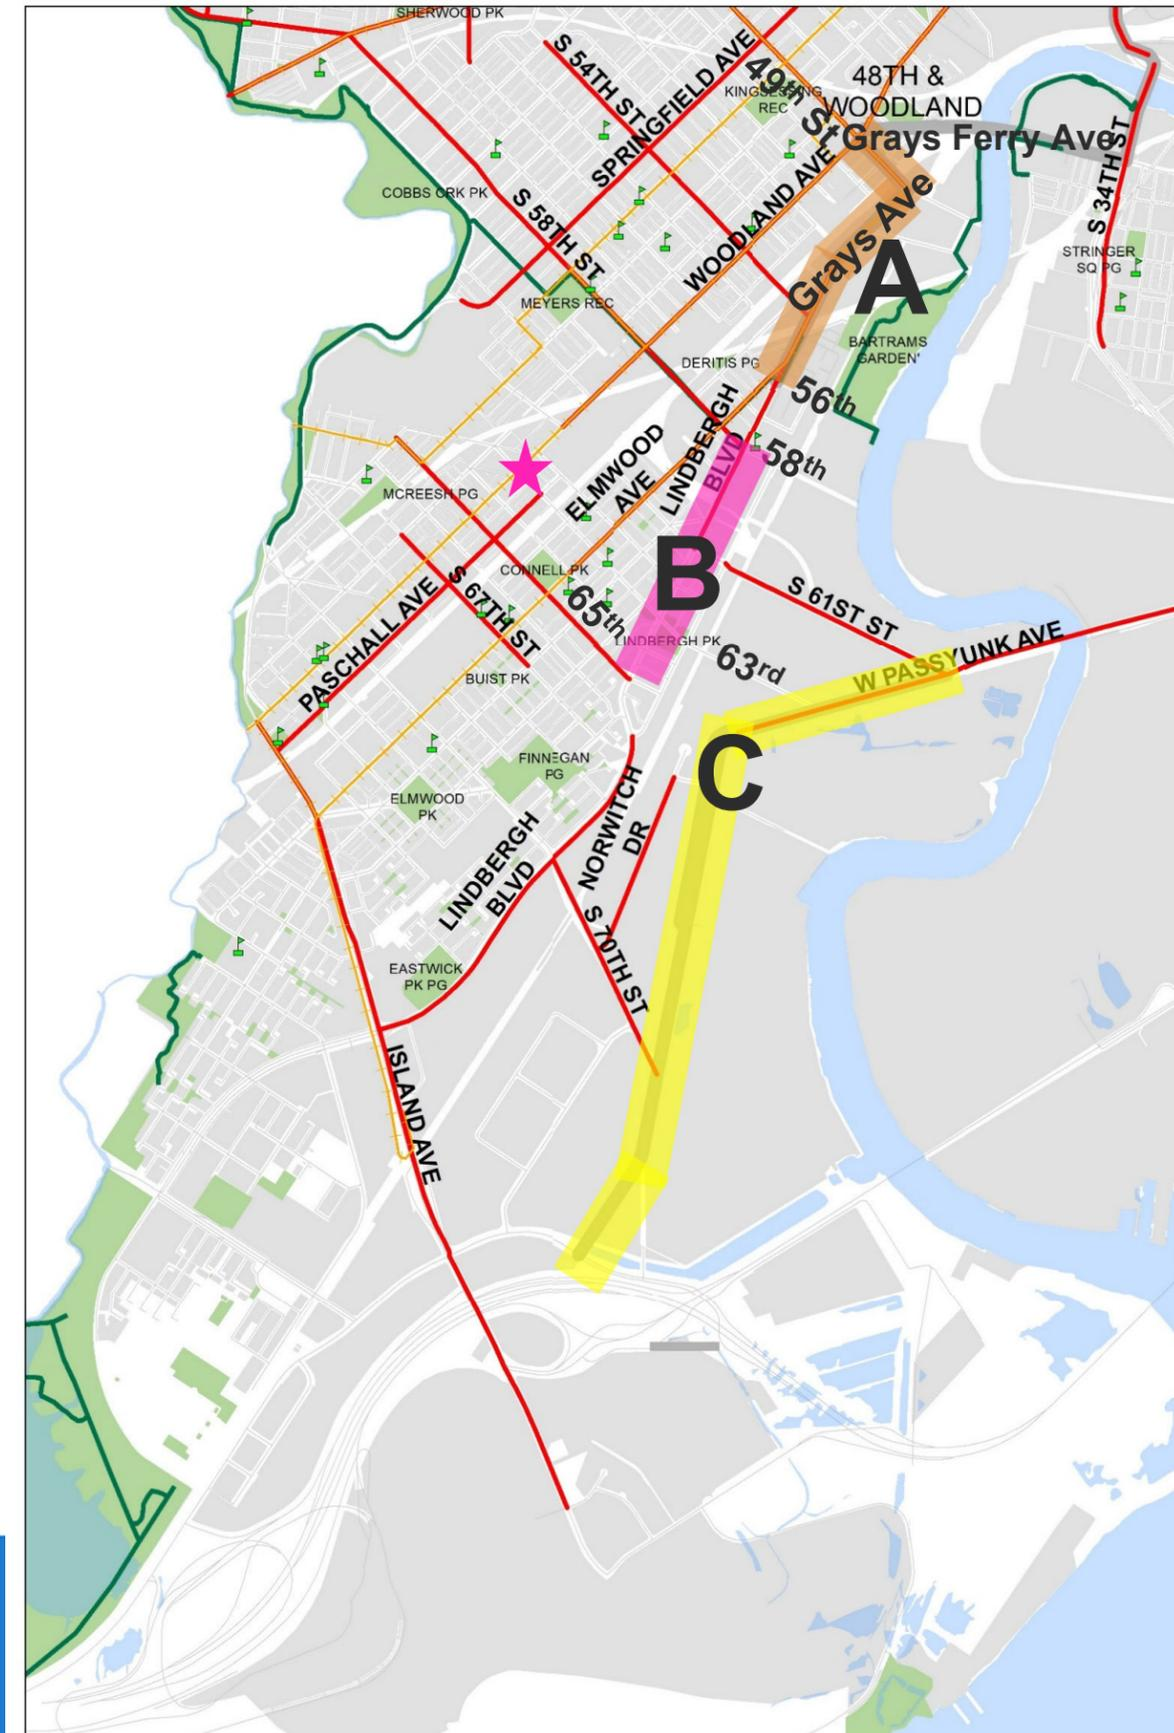 SHERWOOD PK
S 54TH ST
SPRINGFIELD AVE
49th St
KINGSESSING
REC
48TH &
WOODLAND
Grays Ferry Ave
S 34TH ST
COBBS CRK PK
S 58TH ST
WOODLAND AVE
Grays Ave
A
STRINGER
SQ PG
MEYERS REC
BARTRAMS
GARDEN'
DERITIS PG
56th
LINDBERGH
BLVD
58th
ELMWOOD
AVE
MCREESH PG
B
CONNELL PK
S 61ST ST
65th
S 67TH ST
PASCHALL AVE
LINDBERGH PK
63rd
W PASSYUNK AVE
BUIST PK
C
FINNEGAN
PG
ELMWOOD
PK
NORWITCH
DR
LINDBERGH
BLVD
S 70TH ST
EASTWICK
PK PG
ISLAND AVE